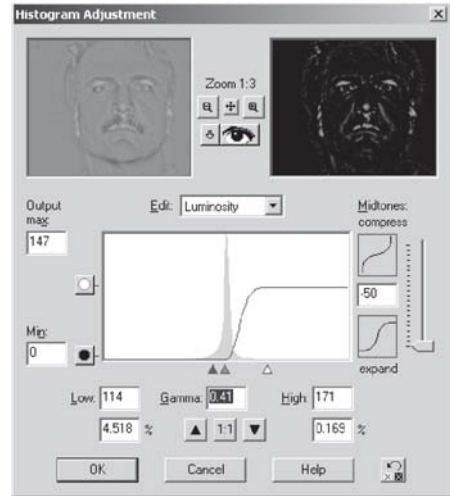 Histogram Adjustment
Zoom 1:3
Output
max:
147
Edit: Luminosity
Midtones:
compress
-50
Min:
0
expand
Low: 114
Gamma: 0.41
High: 171
4.518 %
1:1
0.169 %
OK
Cancel
Help